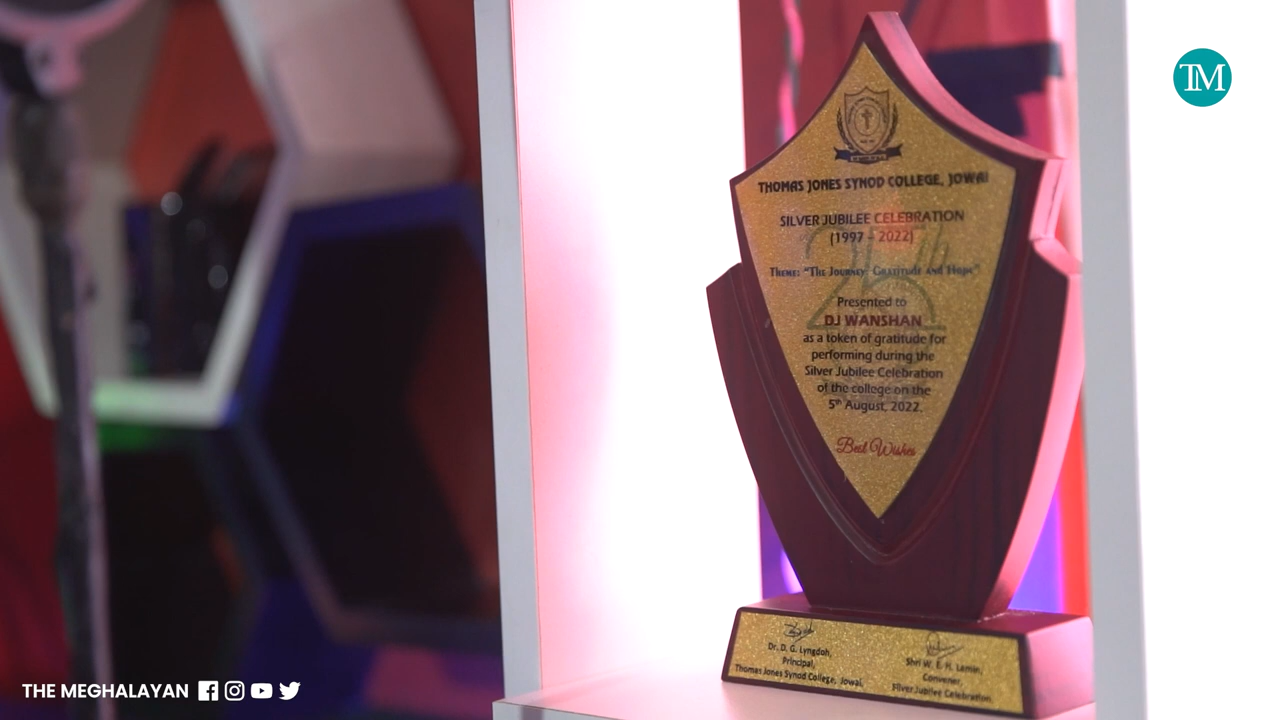 TM
THOMAS JONES SYNOD COLLEGE, JOWAI
SILVER JUBILEE CELEBRATION
(1997 - 2022)
25th
THEME: "THE JOURNEY: GRATITUDE AND HOPE"
Presented to
DJ WANSHAN
as a token of gratitude for
performing during the
Silver Jubilee Celebration
of the college on the
5th August, 2022.
Best Wishes
Dr. D. G. Lyngdoh,
Principal,
Thomas Jones Synod College, Jowai.
Shri W. E. H. Lamin,
Convener,
Silver Jubilee Celebration.
THE MEGHALAYAN